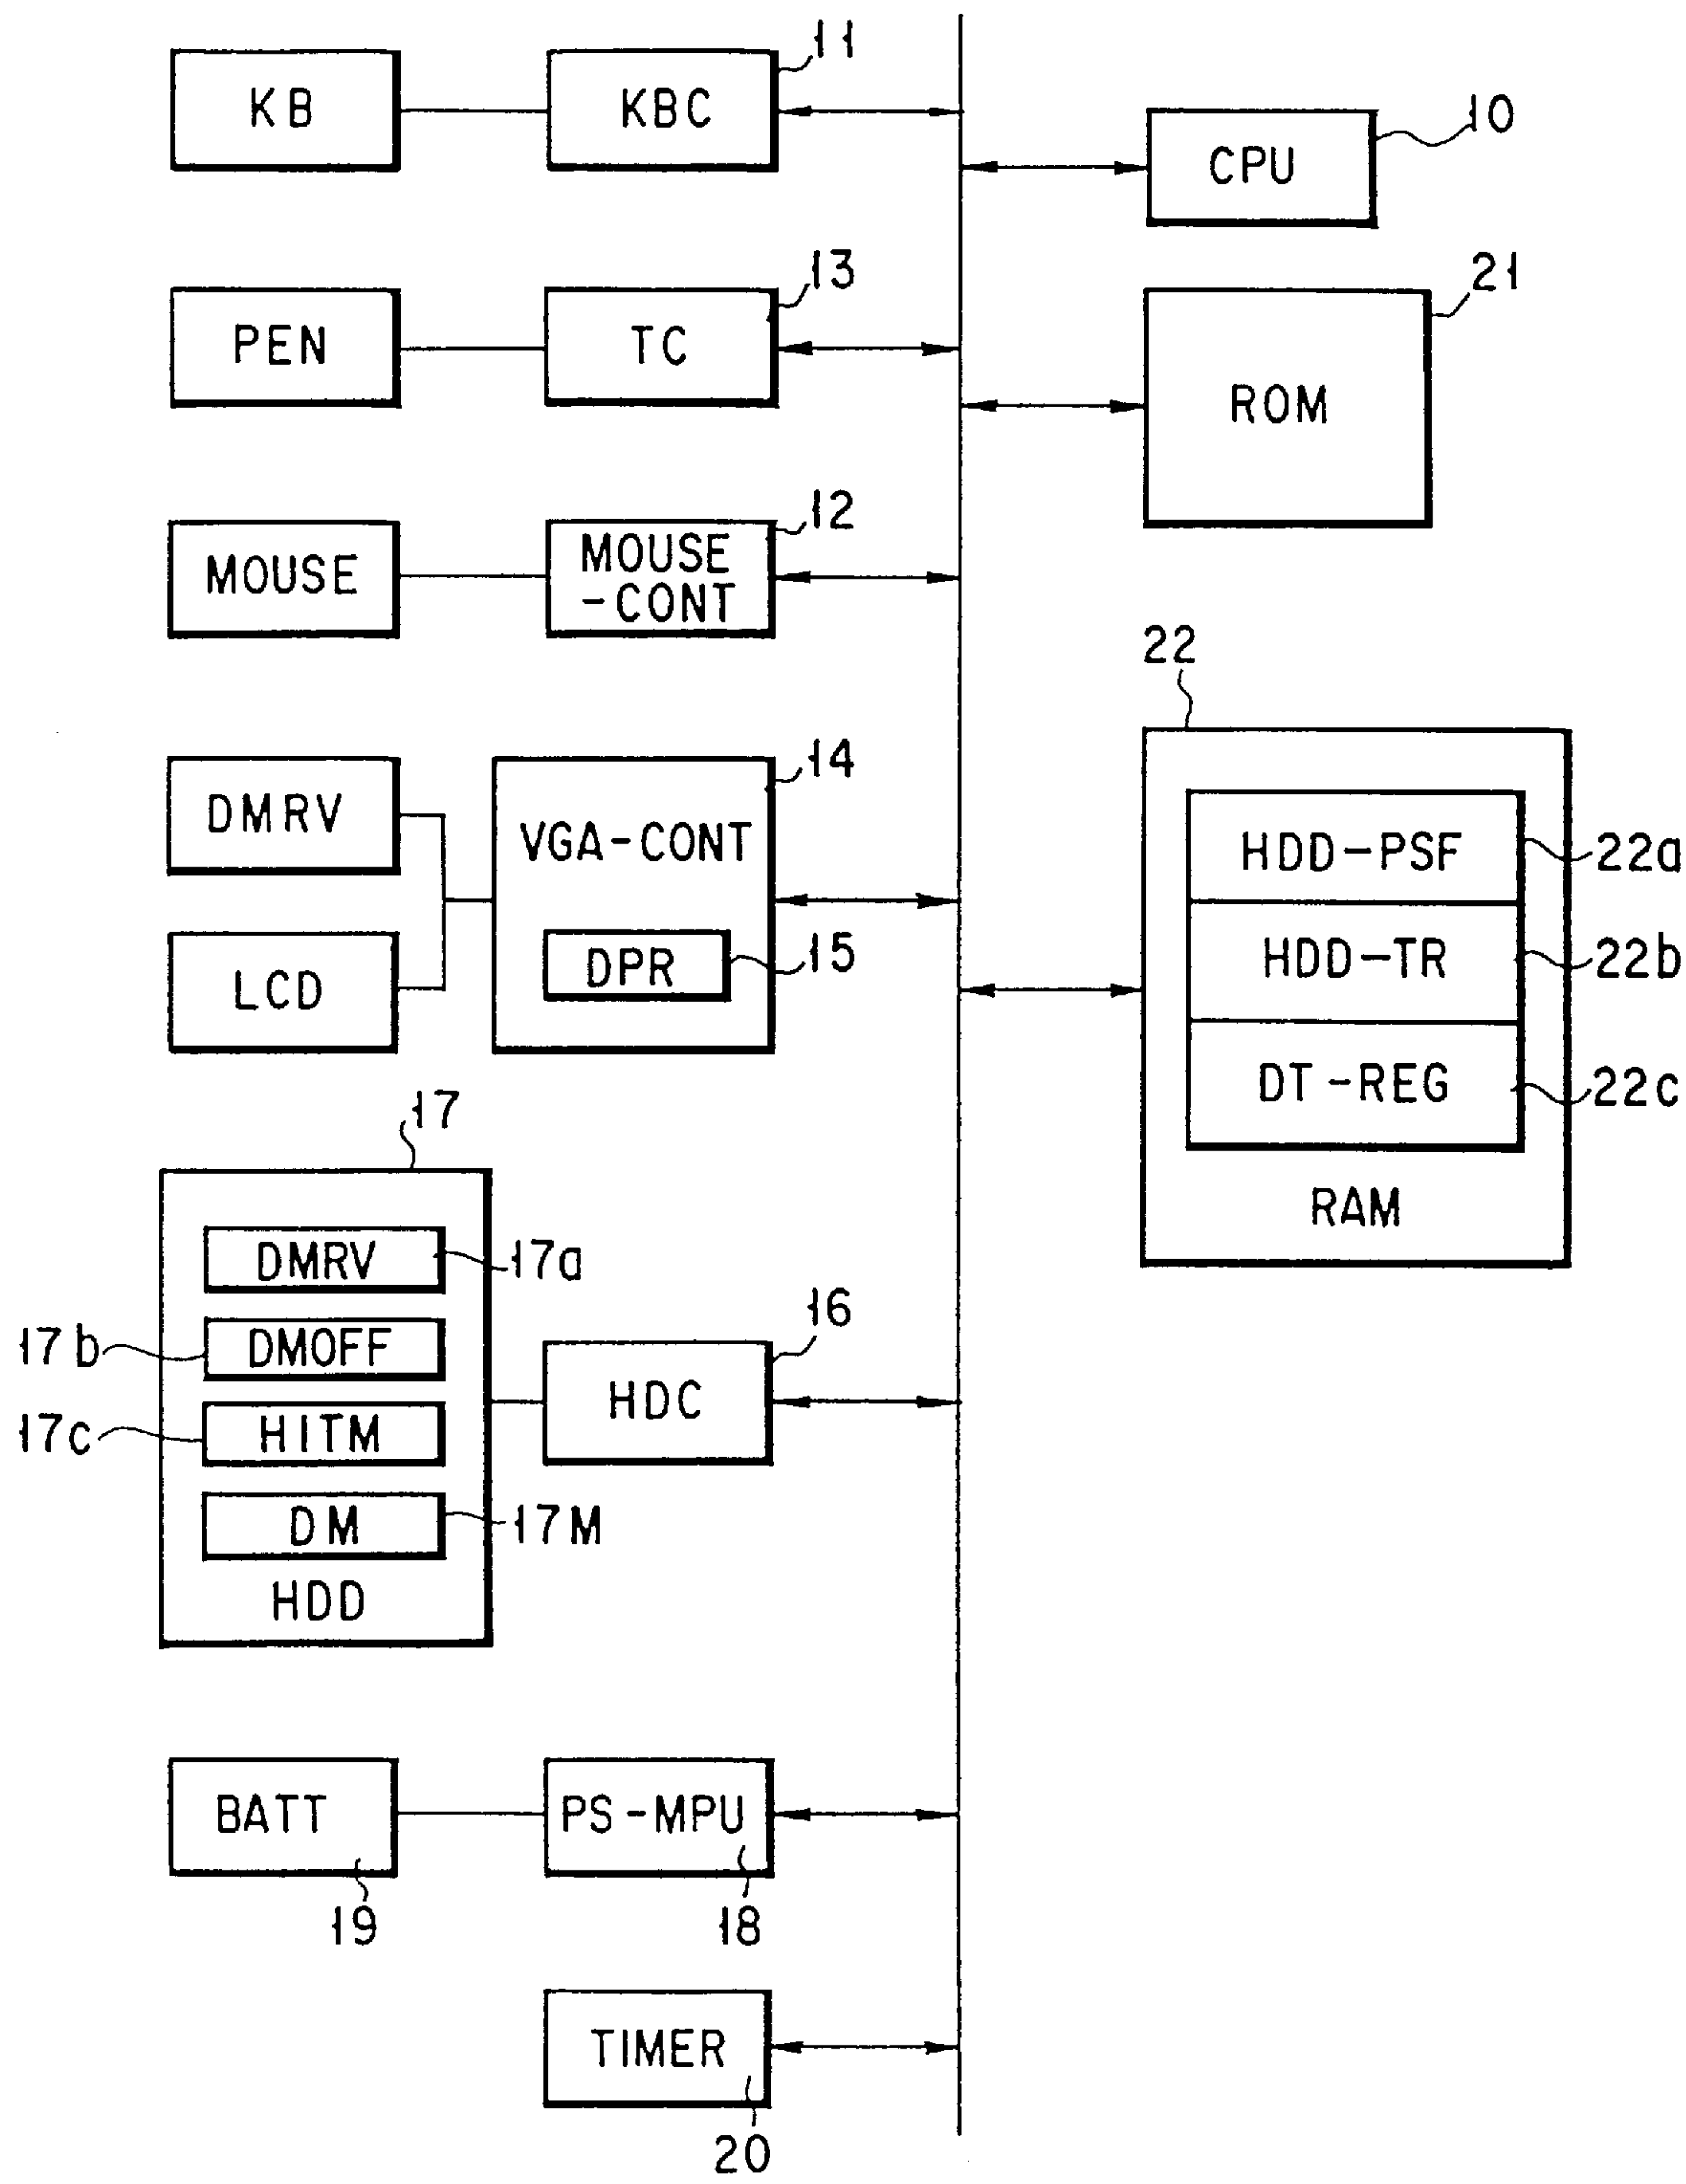 11
KB
KBC
10
CPU
13
PEN
TC
21
ROM
12
MOUSE
MOUSE
-CONT
22
14
DMRV
VGA-CONT
HDD-PSF
22a
15
LCD
DPR
HDD-TR
22b
DT-REG
22c
RAM
17
DMRV
17a
17b
DMOFF
16
HDC
17c
HITM
DM
17M
HDD
BATT
PS-MPU
19
18
TIMER
20